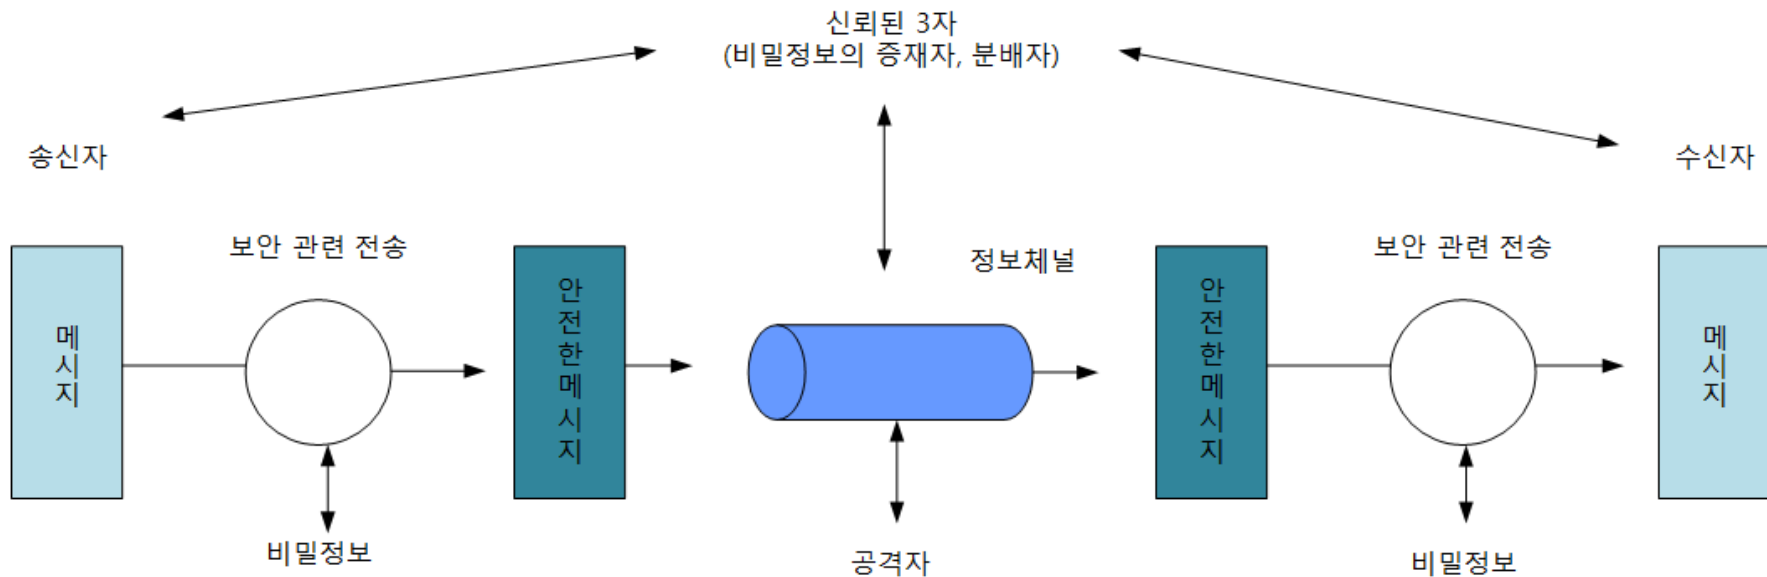 신뢰된 3자
(비밀정보의 증재자, 분배자)
송신자
수신자
보안 관련 전송
정보체널
보안 관련 전송
메시지
안전한메시지
안전한메시지
메시지
비밀정보
공격자
비밀정보